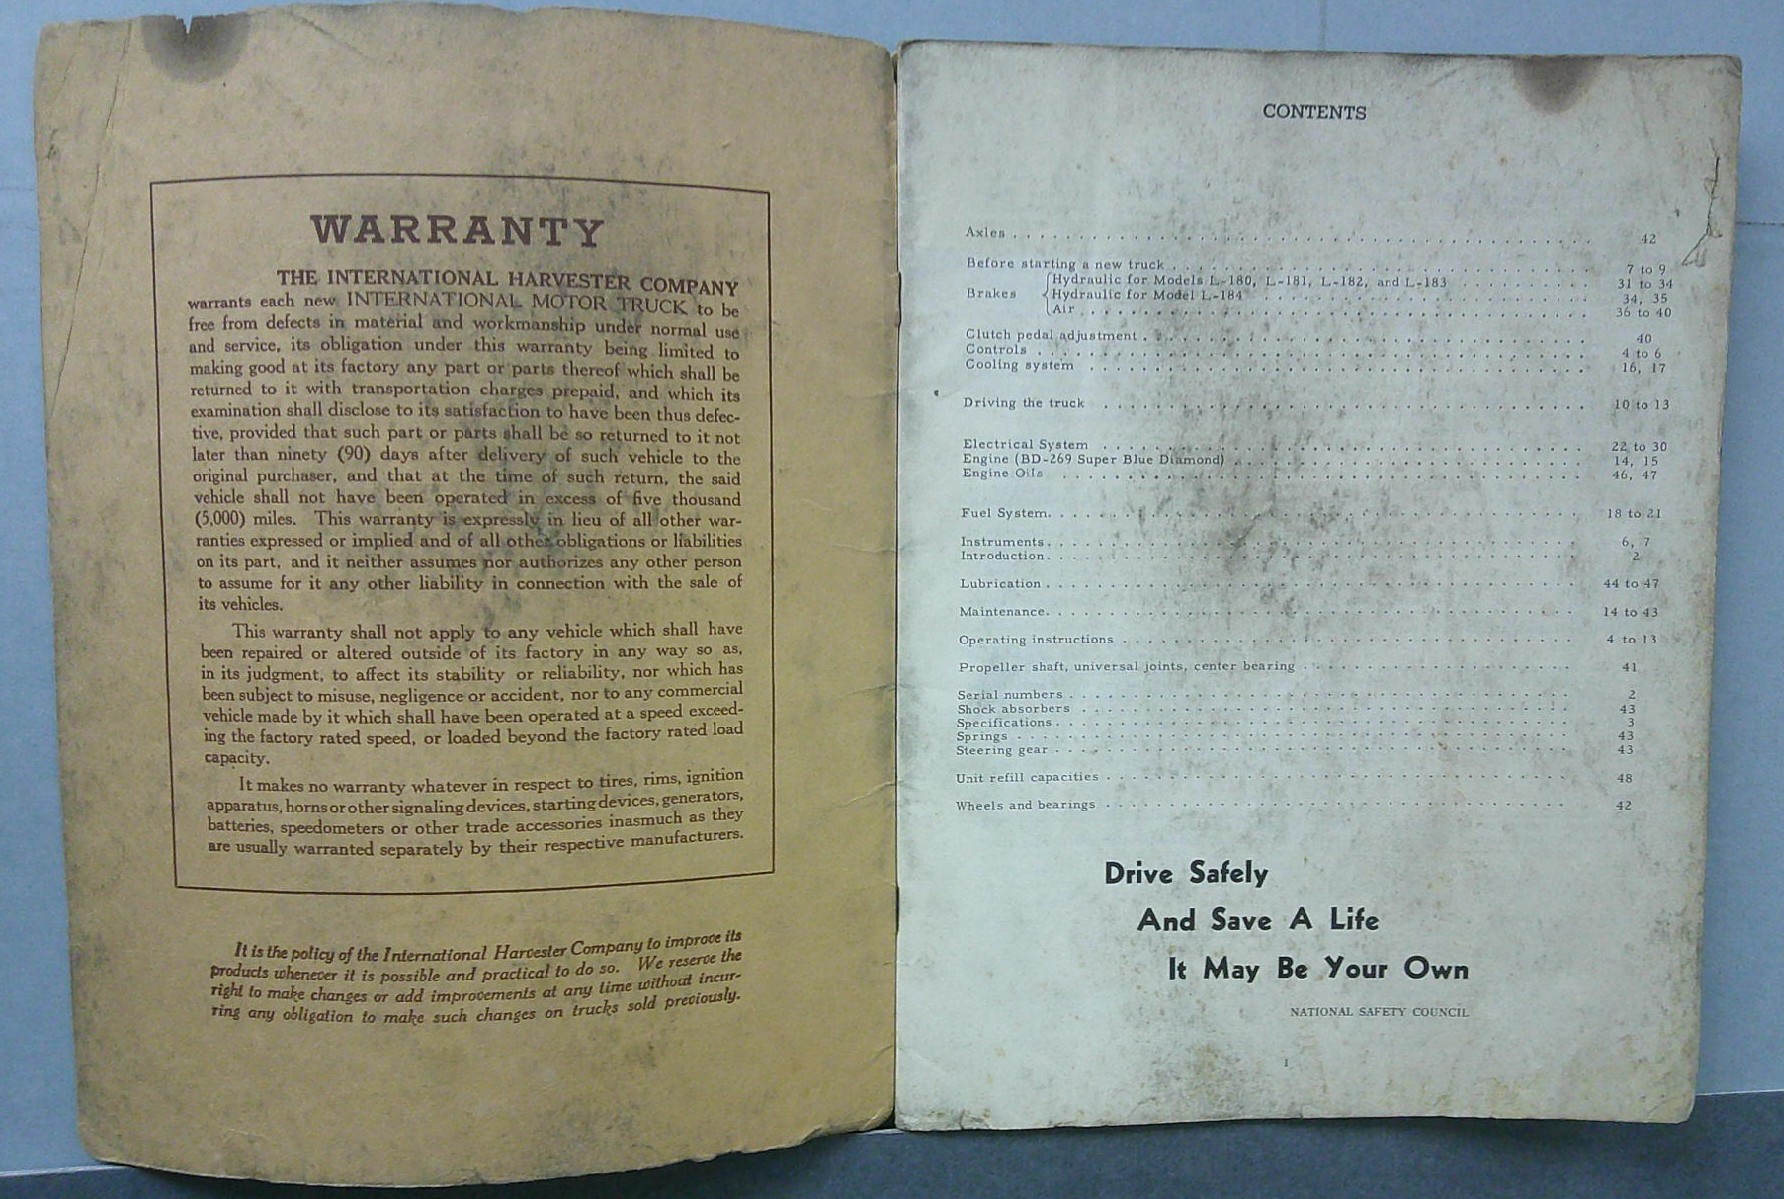 WARRANTY
THE INTERNATIONAL HARVESTER COMPANY
warrants each new INTERNATIONAL MOTOR TRUCK to be
free from defects in material and workmanship under normal use
and service, its obligation under this warranty being limited to
making good at its factory any part or parts thereof which shall be
returned to it with transportation charges prepaid, and which its
examination shall disclose to its satisfaction to have been thus defec-
tive, provided that such part or parts shall be so returned to it not
later than ninety (90) days after delivery of such vehicle to the
original purchaser, and that at the time of such return, the said
vehicle shall not have been operated in excess of five thousand
(5,000) miles. This warranty is expressly in lieu of all other war-
ranties expressed or implied and of all other obligations or liabilities
on its part, and it neither assumes nor authorizes any other person
to assume for it any other liability in connection with the sale of
its vehicles.
This warranty shall not apply to any vehicle which shall have
been repaired or altered outside of its factory in any way so as,
in its judgment, to affect its stability or reliability, nor which has
been subject to misuse, negligence or accident, nor to any commercial
vehicle made by it which shall have been operated at a speed exceed-
ing the factory rated speed, or loaded beyond the factory rated load
capacity.
It makes no warranty whatever in respect to tires, rims, ignition
apparatus, horns or other signaling devices, starting devices, generators,
batteries, speedometers or other trade accessories inasmuch as they
are usually warranted separately by their respective manufacturers.
It is the policy of the International Harvester Company to improve its
products whenever it is possible and practical to do so. We reserve the
right to make changes or add improvements at any time without incur-
ring any obligation to make such changes on trucks sold previously.
CONTENTS
Axles . . . . . 42
Before starting a new truck . . . . . 7 to 9
Brakes { Hydraulic for Models L-180, L-181, L-182, and L-183 . . . . . 31 to 34
Hydraulic for Model L-184 . . . . . 34, 35
Air . . . . . 36 to 40
Clutch pedal adjustment . . . . . 40
Controls . . . . . 4 to 6
Cooling system . . . . . 16, 17
Driving the truck . . . . . 10 to 13
Electrical System . . . . . 22 to 30
Engine (BD-269 Super Blue Diamond) . . . . . 14, 15
Engine Oils . . . . . 46, 47
Fuel System . . . . . 18 to 21
Instruments . . . . . 6, 7
Introduction . . . . . 2
Lubrication . . . . . 44 to 47
Maintenance . . . . . 14 to 43
Operating instructions . . . . . 4 to 13
Propeller shaft, universal joints, center bearing . . . . . 41
Serial numbers . . . . . 2
Shock absorbers . . . . . 43
Specifications . . . . . 3
Springs . . . . . 43
Steering gear . . . . . 43
Unit refill capacities . . . . . 48
Wheels and bearings . . . . . 42
Drive Safely
And Save A Life
It May Be Your Own
NATIONAL SAFETY COUNCIL
1